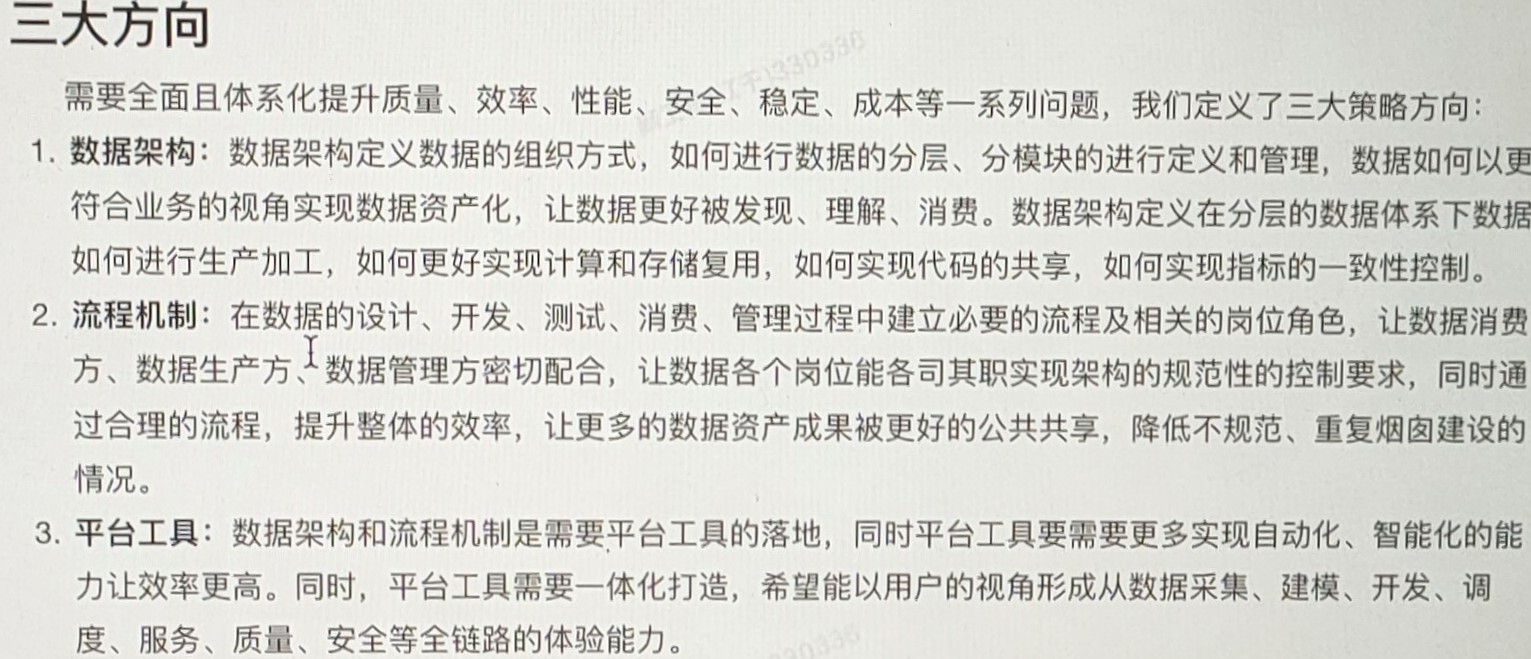 三大方向
需要全面且体系化提升质量、效率、性能、安全、稳定、成本等一系列问题，我们定义了三大策略方向：
1. 数据架构：数据架构定义数据的组织方式，如何进行数据的分层、分模块的进行定义和管理，数据如何以更
符合业务的视角实现数据资产化，让数据更好被发现、理解、消费。数据架构定义在分层的数据体系下数据
如何进行生产加工，如何更好实现计算和存储复用，如何实现代码的共享，如何实现指标的一致性控制。
2. 流程机制：在数据的设计、开发、测试、消费、管理过程中建立必要的流程及相关的岗位角色，让数据消费
方、数据生产方、数据管理方密切配合，让数据各个岗位能各司其职实现架构的规范性的控制要求，同时通
过合理的流程，提升整体的效率，让更多的数据资产成果被更好的公共共享，降低不规范、重复烟囱建设的
情况。
3. 平台工具：数据架构和流程机制是需要平台工具的落地，同时平台工具要需要更多实现自动化、智能化的能
力让效率更高。同时，平台工具需要一体化打造，希望能以用户的视角形成从数据采集、建模、开发、调
度、服务、质量、安全等全链路的体验能力。
330336